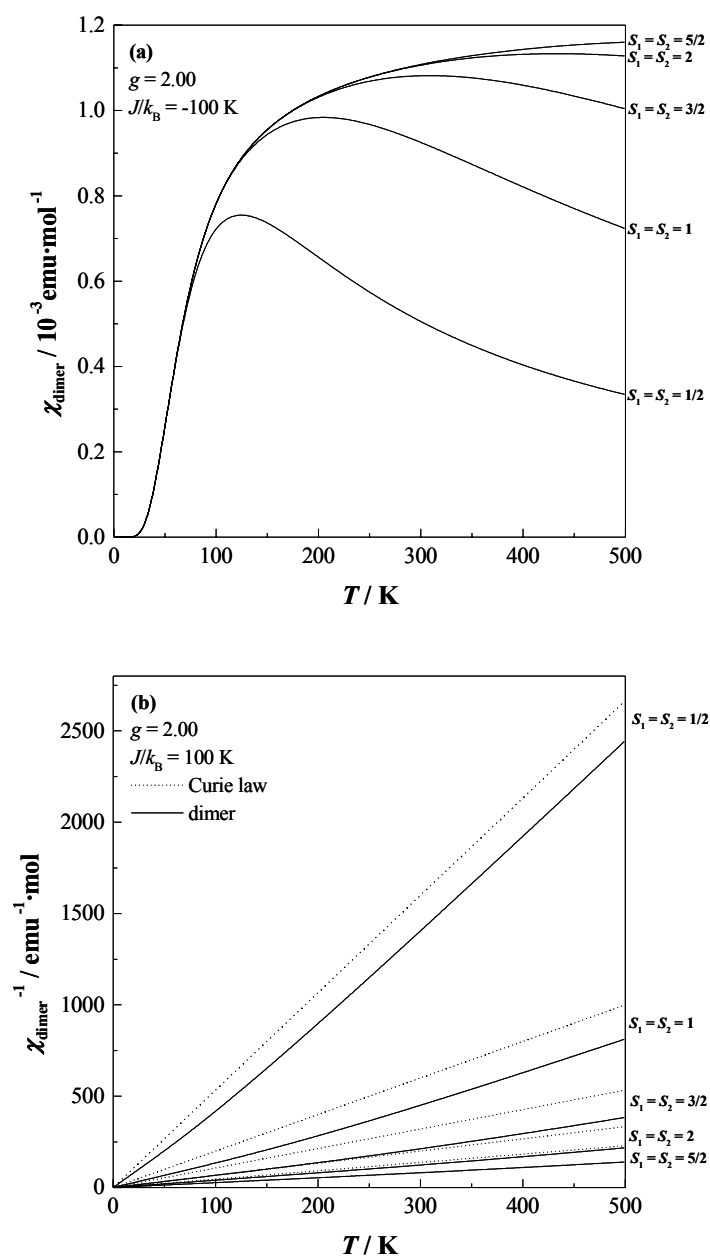 (a)
g = 2.00
J/kB = -100 K
1.2
1.0
0.8
0.6
0.4
0.2
0.0
χdimer / 10⁻³ emu·mol⁻¹
S₁ = S₂ = 5/2
S₁ = S₂ = 2
S₁ = S₂ = 3/2
S₁ = S₂ = 1
S₁ = S₂ = 1/2
0 100 200 300 400 500
T / K
(b)
g = 2.00
J/kB = 100 K
Curie law
dimer
2500
2000
1500
1000
500
0
χdimer⁻¹ / emu⁻¹·mol
S₁ = S₂ = 1/2
S₁ = S₂ = 1
S₁ = S₂ = 3/2
S₁ = S₂ = 2
S₁ = S₂ = 5/2
0 100 200 300 400 500
T / K